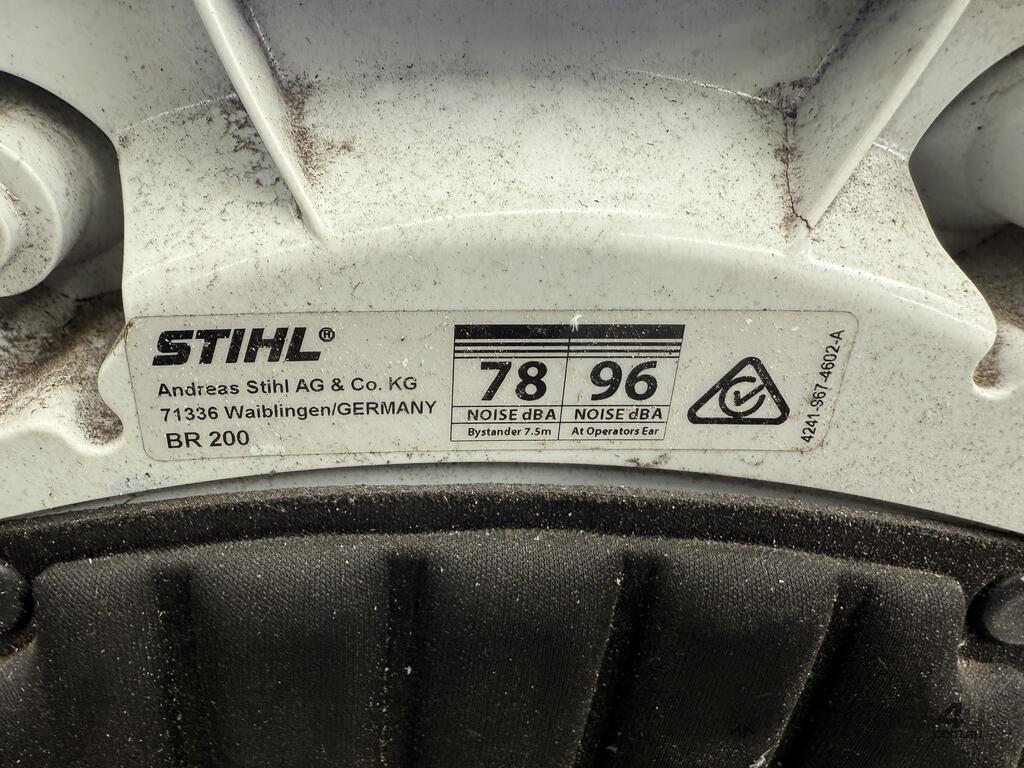 STIHL®
Andreas Stihl AG & Co. KG
71336 Waiblingen/GERMANY
BR 200
78
NOISE dBA
Bystander 7.5m
96
NOISE dBA
At Operators Ear
4241-967-4602-A